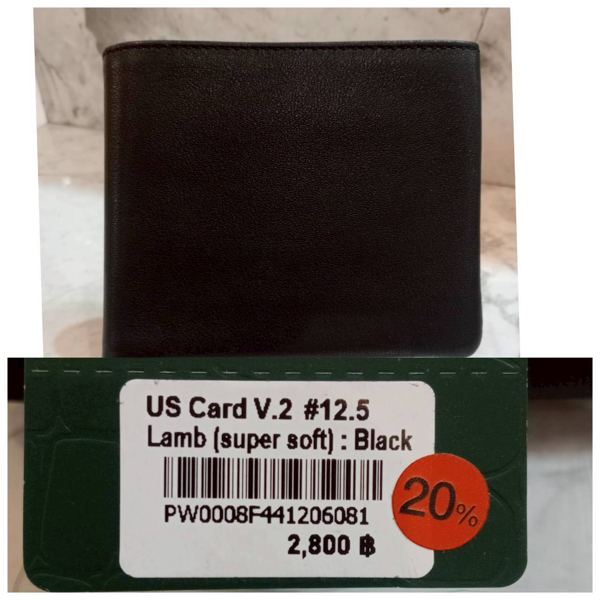 US Card V.2 #12.5
Lamb (super soft) : Black
PW0008F441206081
2,800 ฿
20%